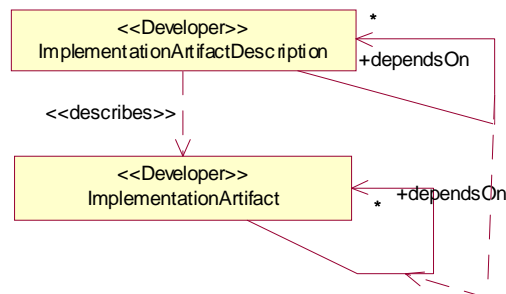 <<Developer>>
ImplementationArtifactDescription
*
+dependsOn
<<describes>>
<<Developer>>
ImplementationArtifact
+dependsOn
*